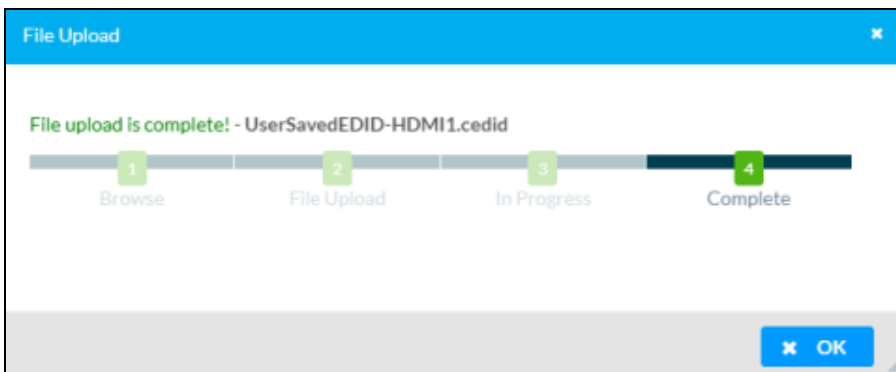 File Upload
File upload is complete! - UserSavedEDID-HDMI1.cedid
1 2 3 4
Browse File Upload In Progress Complete
OK